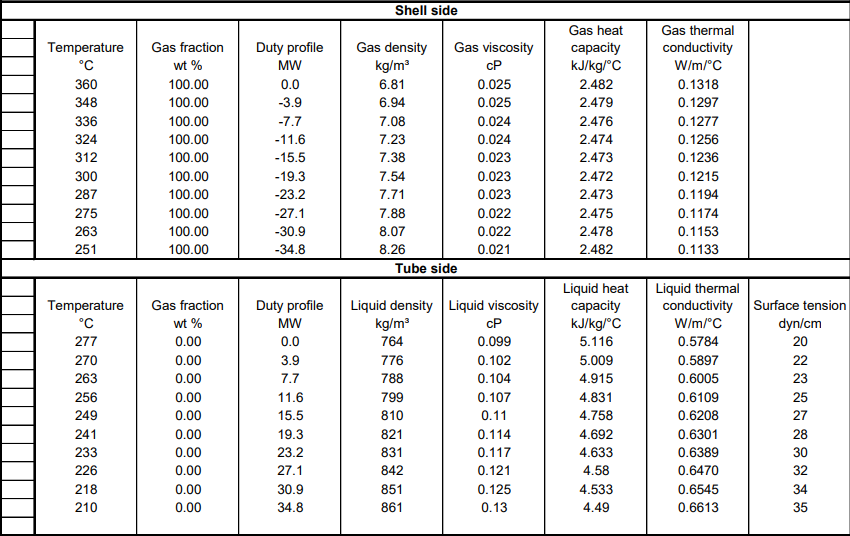 Shell side
Temperature Gas fraction Duty profile Gas density Gas viscosity Gas heat capacity Gas thermal conductivity
°C wt % MW kg/m³ cP kJ/kg/°C W/m/°C
360 100.00 0.0 6.81 0.025 2.482 0.1318
348 100.00 -3.9 6.94 0.025 2.479 0.1297
336 100.00 -7.7 7.08 0.024 2.476 0.1277
324 100.00 -11.6 7.23 0.024 2.474 0.1256
312 100.00 -15.5 7.38 0.023 2.473 0.1236
300 100.00 -19.3 7.54 0.023 2.472 0.1215
287 100.00 -23.2 7.71 0.023 2.473 0.1194
275 100.00 -27.1 7.88 0.022 2.475 0.1174
263 100.00 -30.9 8.07 0.022 2.478 0.1153
251 100.00 -34.8 8.26 0.021 2.482 0.1133
Tube side
Temperature Gas fraction Duty profile Liquid density Liquid viscosity Liquid heat capacity Liquid thermal conductivity Surface tension
°C wt % MW kg/m³ cP kJ/kg/°C W/m/°C dyn/cm
277 0.00 0.0 764 0.099 5.116 0.5784 20
270 0.00 3.9 776 0.102 5.009 0.5897 22
263 0.00 7.7 788 0.104 4.915 0.6005 23
256 0.00 11.6 799 0.107 4.831 0.6109 25
249 0.00 15.5 810 0.11 4.758 0.6208 27
241 0.00 19.3 821 0.114 4.692 0.6301 28
233 0.00 23.2 831 0.117 4.633 0.6389 30
226 0.00 27.1 842 0.121 4.58 0.6470 32
218 0.00 30.9 851 0.125 4.533 0.6545 34
210 0.00 34.8 861 0.13 4.49 0.6613 35